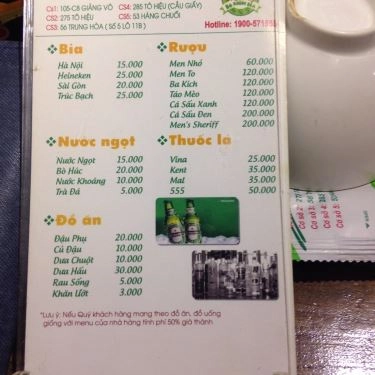 CS1: 105-C8 GIẢNG VÕ CS4: 285 TÔ HIỆU (CẦU GIẤY)
CS2: 275 TÔ HIỆU CS5: 53 HÀNG CHUỐI
CS3: 56 TRUNG HÒA ( SỐ 5 LÔ 11B )
Hotline: 1900-571555
Bia
Hà Nội 15.000
Heineken 25.000
Sài Gòn 20.000
Trúc Bạch 25.000
Rượu
Men Nhỏ 60.000
Men To 120.000
Ba Kích 120.000
Táo Mèo 120.000
Cá Sấu Xanh 120.000
Cá Sấu Đen 200.000
Men's Sheriff 200.000
Nước ngọt
Nước Ngọt 15.000
Bò Húc 20.000
Nước Khoáng 10.000
Trà Đá 5.000
Thuốc lá
Vina 25.000
Kent 35.000
Mat 35.000
555 50.000
Đồ ăn
Đậu Phụ 20.000
Củ Đậu 10.000
Dưa Chuột 10.000
Dưa Hấu 30.000
Rau Sống 5.000
Khăn Ướt 3.000
*Lưu ý: Nếu Quý khách hàng mang theo đồ ăn, đồ uống
giống với menu của nhà hàng tính phí 50% giá thành